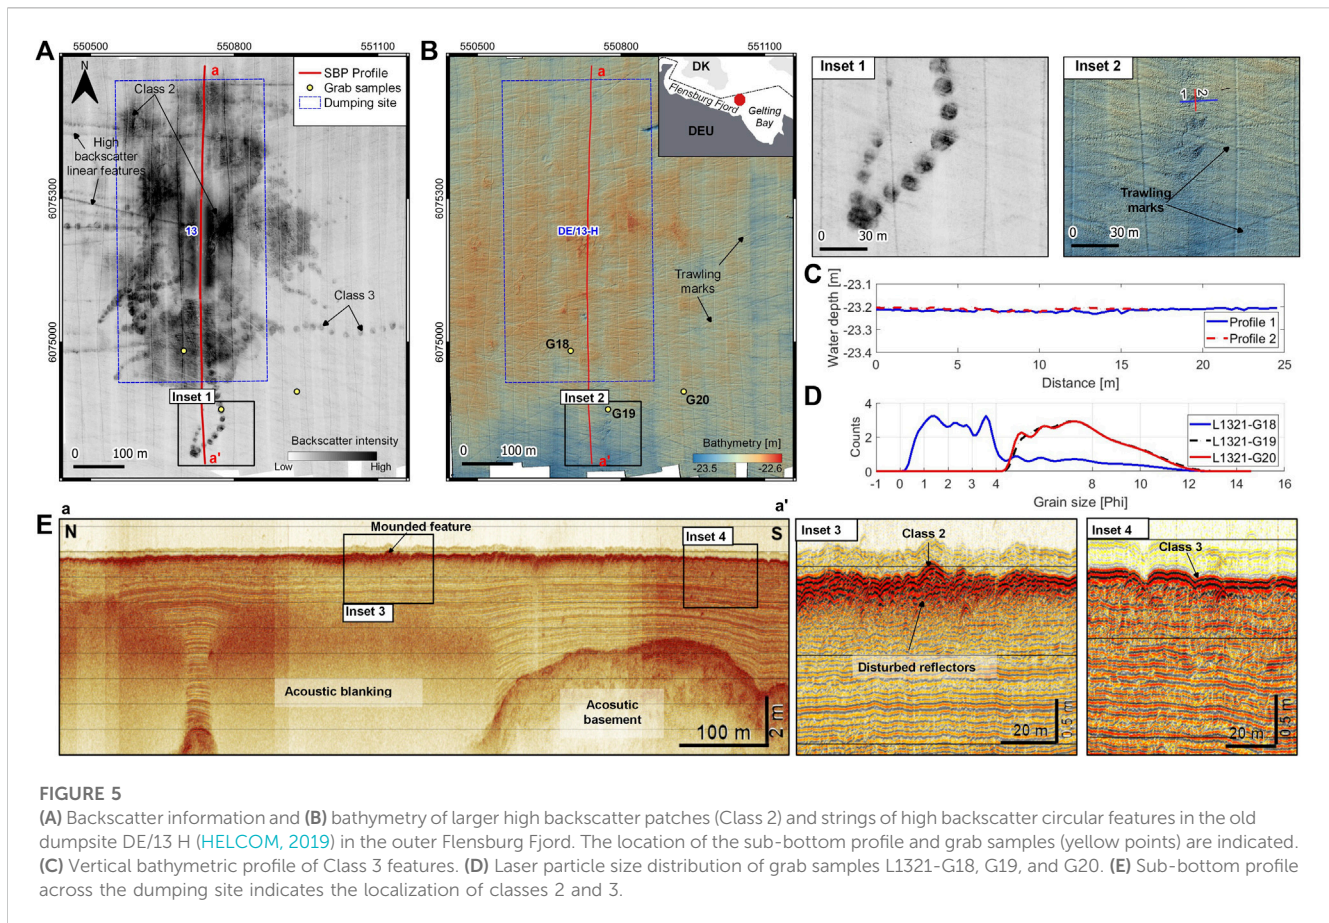 A
550500
550800
551100
N
a
Class 2
High
backscatter
linear features
SBP Profile
Grab samples
Dumping site
6075300
13
Class 3
6075000
Inset 1
a'
0 100 m
Backscatter intensity
Low
High
B
550500
550800
551100
a
DK
Flensburg Fjord
Gelting
Bay
DEU
6075300
DE/13-H
Trawling
marks
6075000
G18
Inset 2
G19
G20
a'
0 100 m
Bathymetry [m]
-23.5
-22.6
Inset 1
0 30 m
Inset 2
1
2
Trawling
marks
0 30 m
C
Water depth [m]
-23.1
-23.2
-23.3
-23.4
0 5 10 15 20 25
Distance [m]
Profile 1
Profile 2
D
Counts
4
2
0
-1 0 1 2 3 4 6 8 10 12 14 16
Grain size [Phi]
L1321-G18
L1321-G19
L1321-G20
E
a
N
Mounded feature
a'
S
Inset 4
Inset 3
Acoustic blanking
Acosutic
basement
100 m
2 m
Inset 3
Class 2
Disturbed reflectors
20 m
0.5 m
Inset 4
Class 3
20 m
0.5 m
FIGURE 5
(A) Backscatter information and (B) bathymetry of larger high backscatter patches (Class 2) and strings of high backscatter circular features in the old
dumpsite DE/13 H (HELCOM, 2019) in the outer Flensburg Fjord. The location of the sub-bottom profile and grab samples (yellow points) are indicated.
(C) Vertical bathymetric profile of Class 3 features. (D) Laser particle size distribution of grab samples L1321-G18, G19, and G20. (E) Sub-bottom profile
across the dumping site indicates the localization of classes 2 and 3.